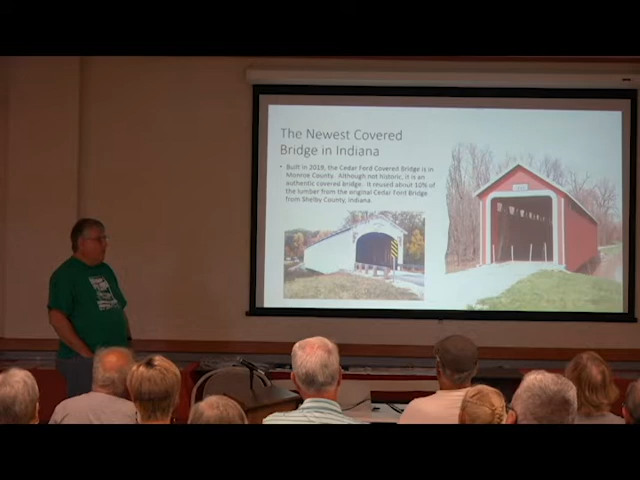 The Newest Covered
Bridge in Indiana
• Built in 2019, the Cedar Ford Covered Bridge is in
Monroe County. Although not historic, it is an
authentic covered bridge. It reused about 10% of
the lumber from the original Cedar Ford Bridge
from Shelby County, Indiana.